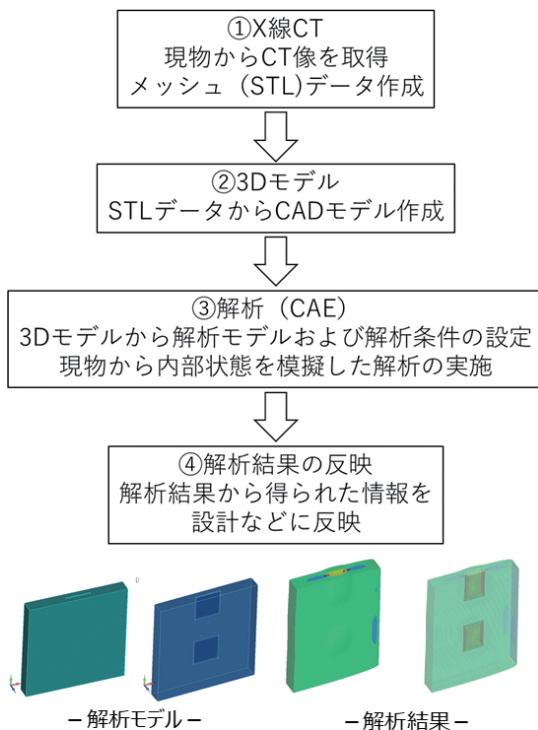 ①X線CT
現物からCT像を取得
メッシュ（STL)データ作成
②3Dモデル
STLデータからCADモデル作成
③解析（CAE）
3Dモデルから解析モデルおよび解析条件の設定
現物から内部状態を模擬した解析の実施
④解析結果の反映
解析結果から得られた情報を
設計などに反映
－解析モデル－
－解析結果－